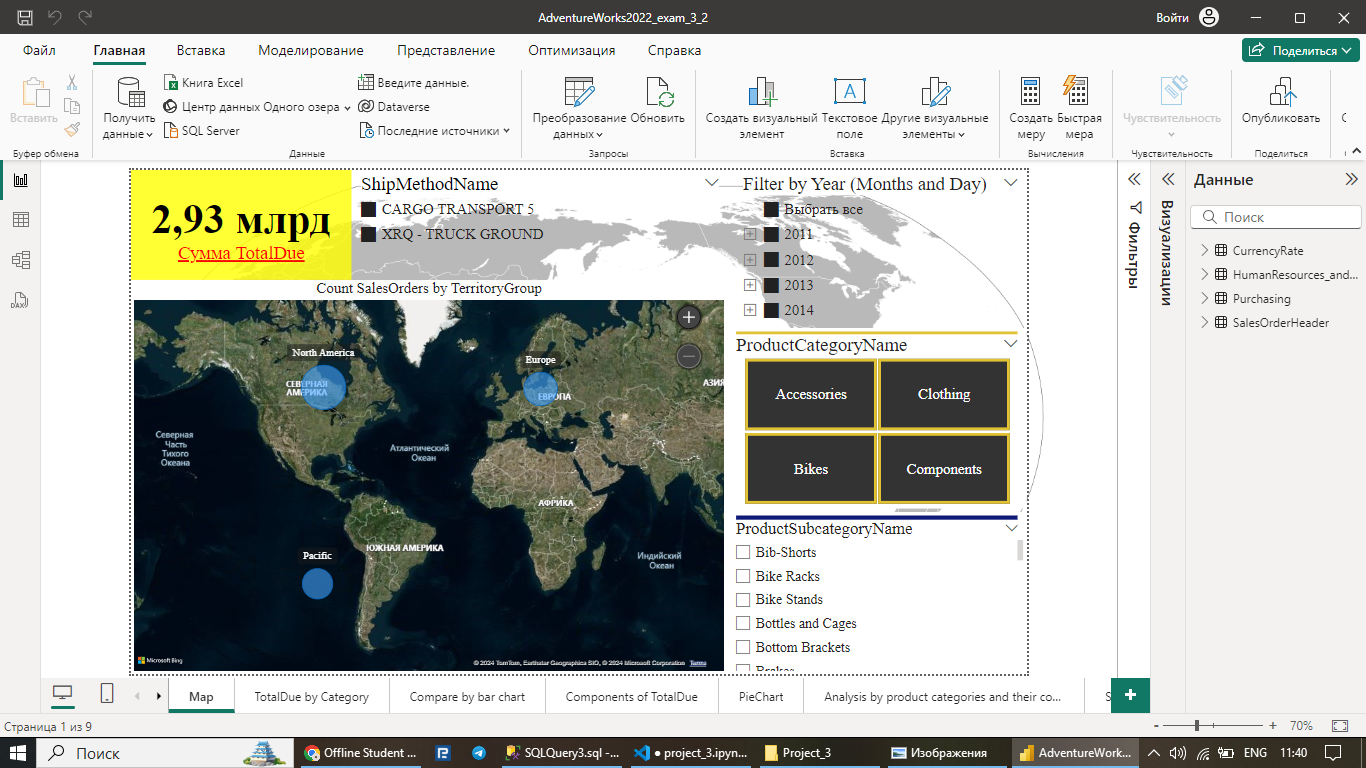 AdventureWorks2022_exam_3_2
Войти
Файл
Главная
Вставка
Моделирование
Представление
Оптимизация
Справка
Поделиться
Вставить
Буфер обмена
Получить данные
Книга Excel
Центр данных Одного озера
SQL Server
Введите данные.
Dataverse
Последние источники
Данные
Преобразование данных
Обновить
Запросы
Создать визуальный элемент
Текстовое поле
Другие визуальные элементы
Вставка
Создать меру
Быстрая мера
Вычисления
Чувствительность
Чувствительность
Опубликовать
Поделиться
2,93 млрд
Сумма TotalDue
ShipMethodName
CARGO TRANSPORT 5
XRQ - TRUCK GROUND
Filter by Year (Months and Day)
Выбрать все
2011
2012
2013
2014
Count SalesOrders by TerritoryGroup
North America
СЕВЕРНАЯ
АМЕРИКА
Europe
ЕВРОПА
АЗИЯ
Северная
Часть
Тихого
Океана
Атлантический
Океан
АФРИКА
ЮЖНАЯ АМЕРИКА
Индийский
Океан
Pacific
Microsoft Bing
© 2024 TomTom, Earthstar Geographics SIO, © 2024 Microsoft Corporation Terms
ProductCategoryName
Accessories
Clothing
Bikes
Components
ProductSubcategoryName
Bib-Shorts
Bike Racks
Bike Stands
Bottles and Cages
Bottom Brackets
Brakes
Фильтры
Визуализации
Данные
Поиск
CurrencyRate
HumanResources_and...
Purchasing
SalesOrderHeader
Map
TotalDue by Category
Compare by bar chart
Components of TotalDue
PieChart
Analysis by product categories and their co...
Страница 1 из 9
70%
Поиск
Offline Student ...
SQLQuery3.sql - ...
● project_3.ipyn...
Project_3
Изображения
AdventureWork...
ENG
11:40